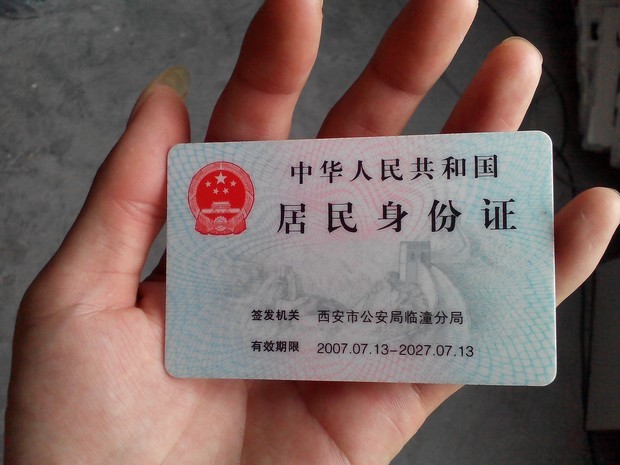 中华人民共和国
居民身份证
签发机关 西安市公安局临潼分局
有效期限 2007.07.13-2027.07.13